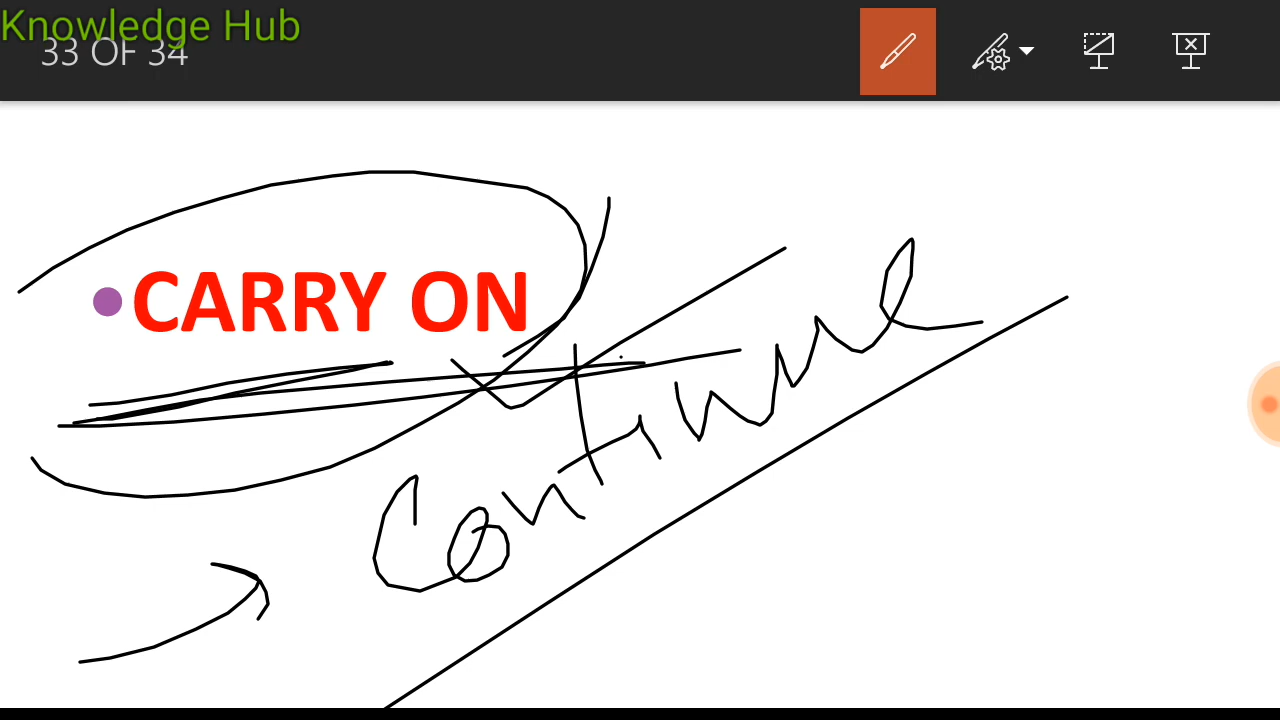 Knowledge Hub
33 OF 34
•CARRY ON
Continue